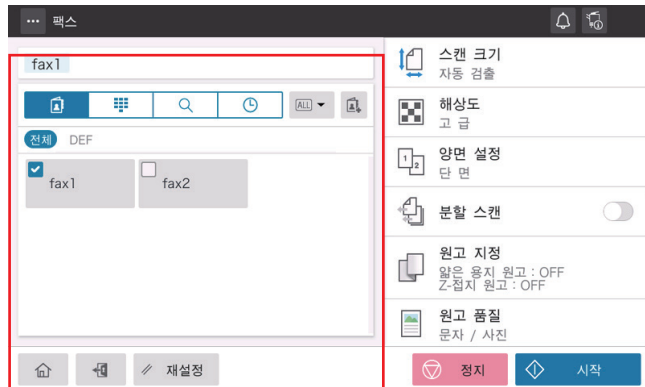 팩스
fax1
ALL
전체 DEF
fax1
fax2
재설정
스캔 크기
자동 검출
해상도
고 급
1 2
양면 설정
단 면
분할 스캔
원고 지정
얇은 용지 원고 : OFF
Z-접지 원고 : OFF
원고 품질
문자 / 사진
정지
시작